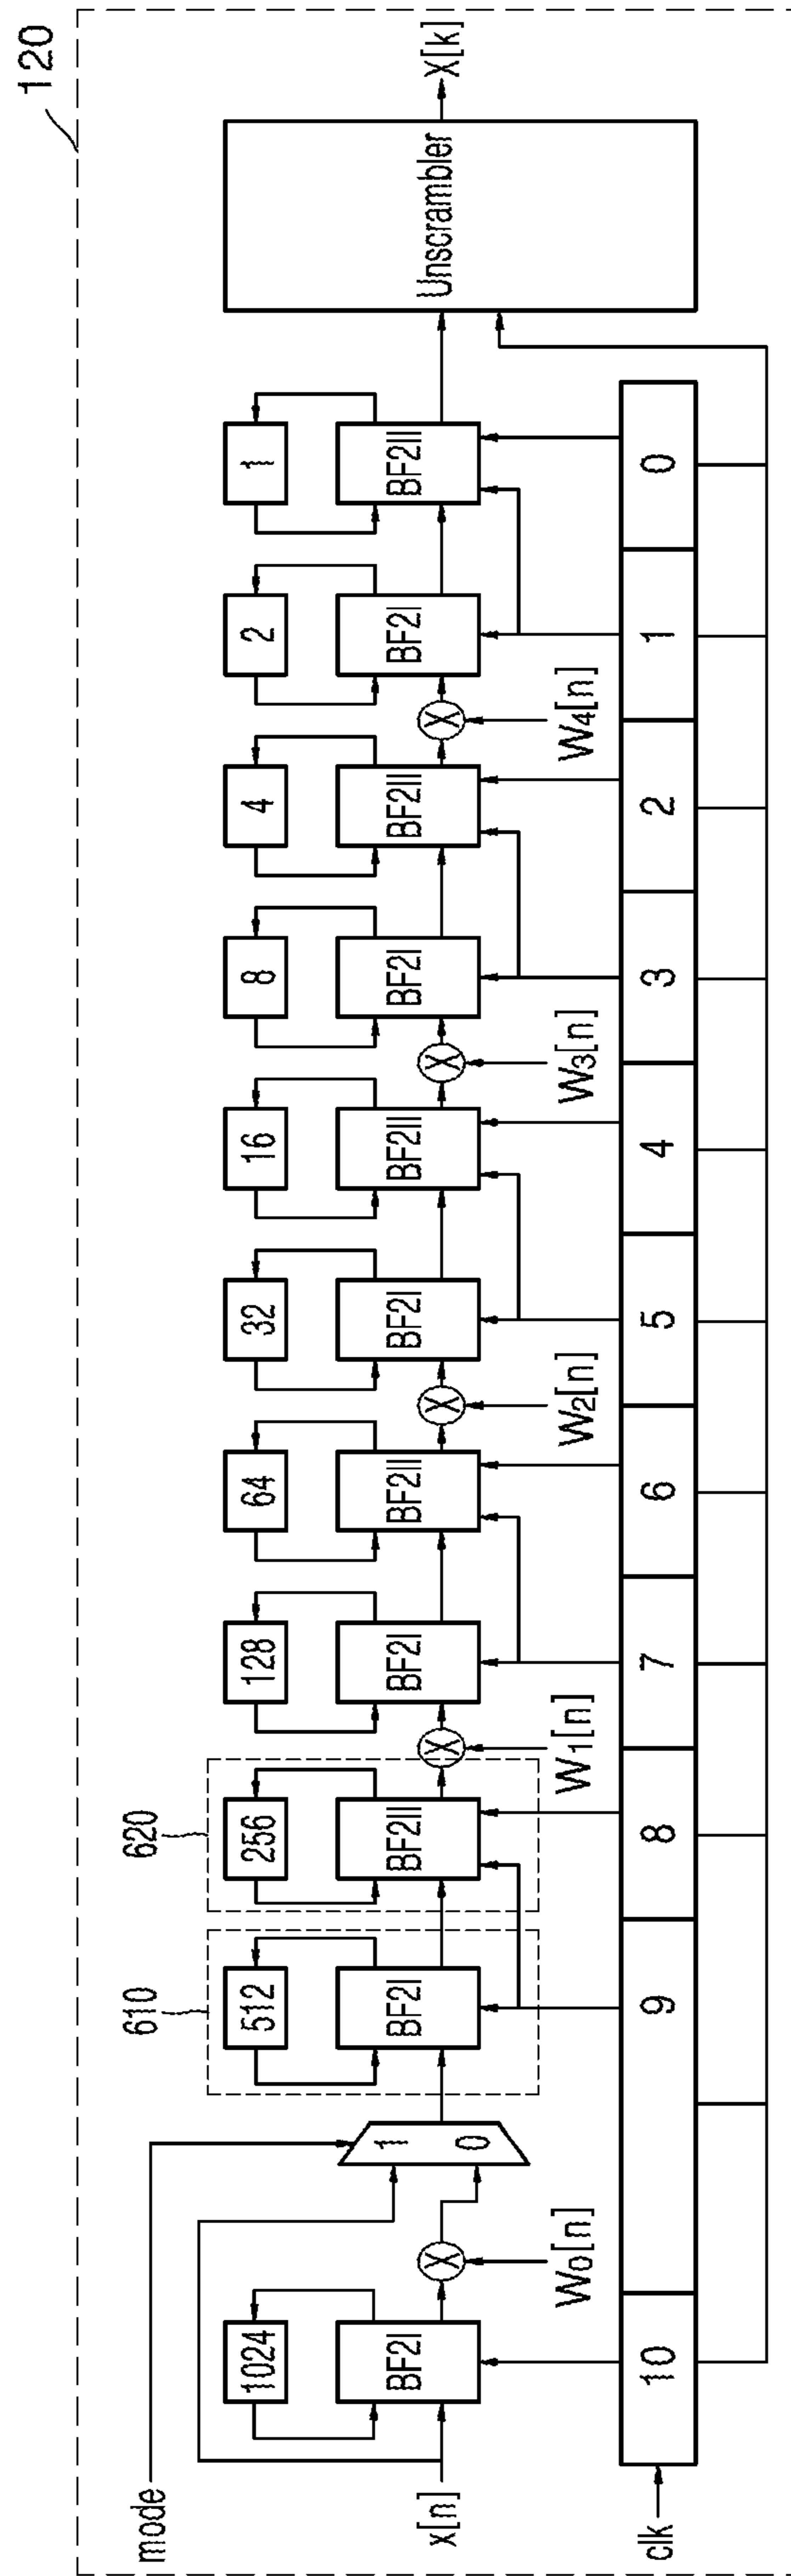 120
mode
x[n]
clk
1024
BF2I
W0[n]
1
0
610
512
BF2I
620
256
BF2II
W1[n]
128
BF2I
64
BF2II
W2[n]
32
BF2I
16
BF2II
W3[n]
8
BF2I
4
BF2II
W4[n]
2
BF2I
1
BF2II
Unscrambler
X[k]
10
9
8
7
6
5
4
3
2
1
0